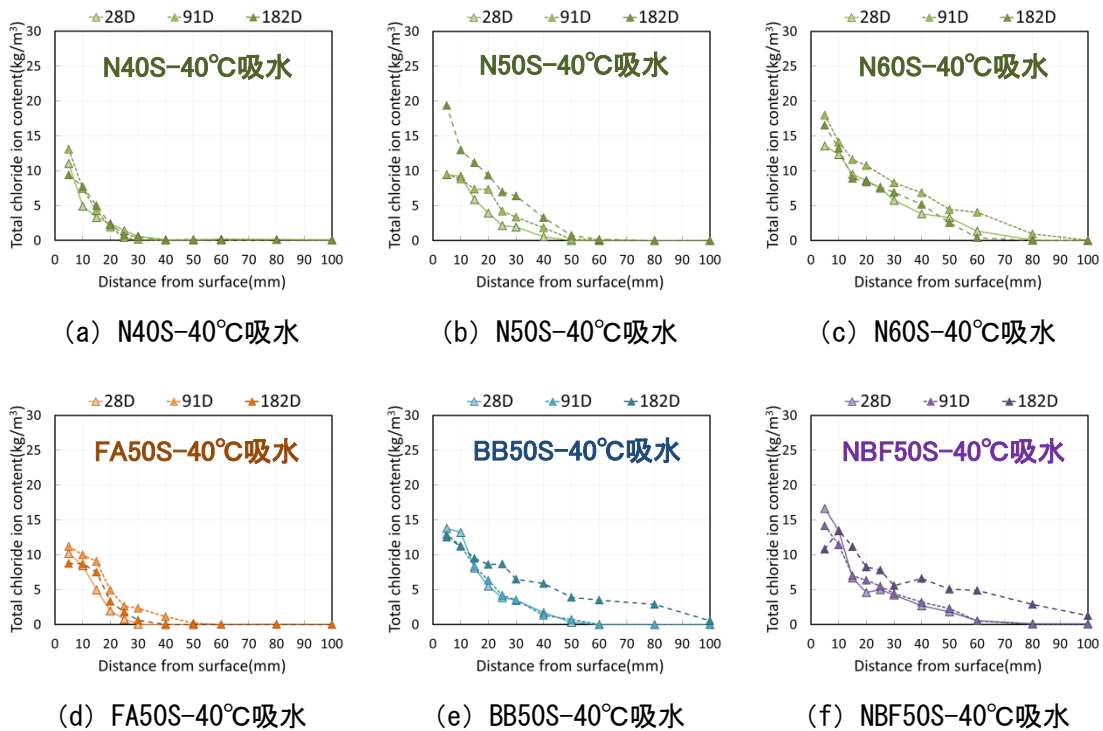 28D 91D 182D
Total chloride ion content(kg/m³)
30
25
20
15
10
5
0
N40S-40℃吸水
0 10 20 30 40 50 60 70 80 90 100
Distance from surface(mm)
(a) N40S-40℃吸水
28D 91D 182D
Total chloride ion content(kg/m³)
30
25
20
15
10
5
0
N50S-40℃吸水
0 10 20 30 40 50 60 70 80 90 100
Distance from surface(mm)
(b) N50S-40℃吸水
28D 91D 182D
Total chloride ion content(kg/m³)
30
25
20
15
10
5
0
N60S-40℃吸水
0 10 20 30 40 50 60 70 80 90 100
Distance from surface(mm)
(c) N60S-40℃吸水
28D 91D 182D
Total chloride ion content(kg/m³)
30
25
20
15
10
5
0
FA50S-40℃吸水
0 10 20 30 40 50 60 70 80 90 100
Distance from surface(mm)
(d) FA50S-40℃吸水
28D 91D 182D
Total chloride ion content(kg/m³)
30
25
20
15
10
5
0
BB50S-40℃吸水
0 10 20 30 40 50 60 70 80 90 100
Distance from surface(mm)
(e) BB50S-40℃吸水
28D 91D 182D
Total chloride ion content(kg/m³)
30
25
20
15
10
5
0
NBF50S-40℃吸水
0 10 20 30 40 50 60 70 80 90 100
Distance from surface(mm)
(f) NBF50S-40℃吸水